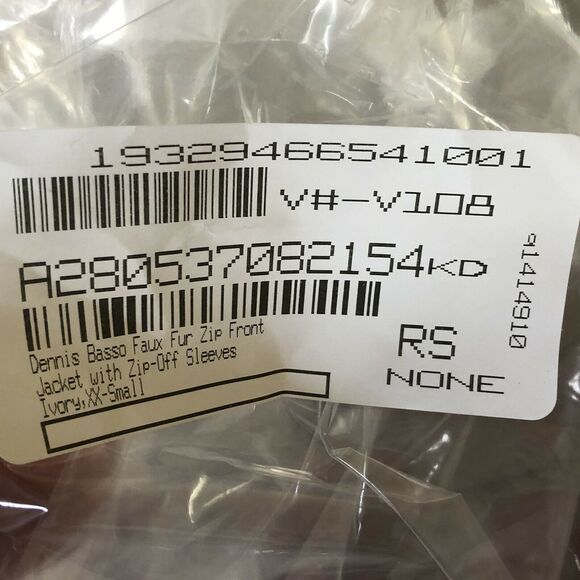 19329466541001
V#-V108
A280537082154KD
Dennis Basso Faux Fur Zip Front
Jacket with Zip-Off Sleeves
Ivory,XX-Small
RS
NONE
q1414910